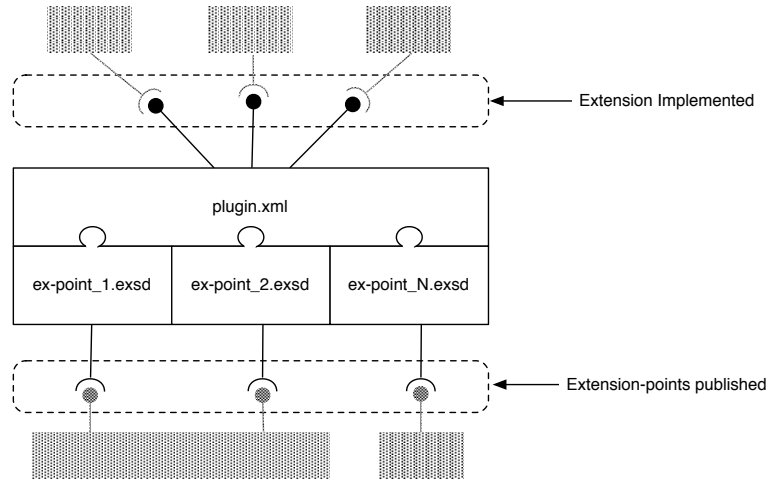 Extension Implemented
plugin.xml
ex-point_1.exsd
ex-point_2.exsd
ex-point_N.exsd
Extension-points published